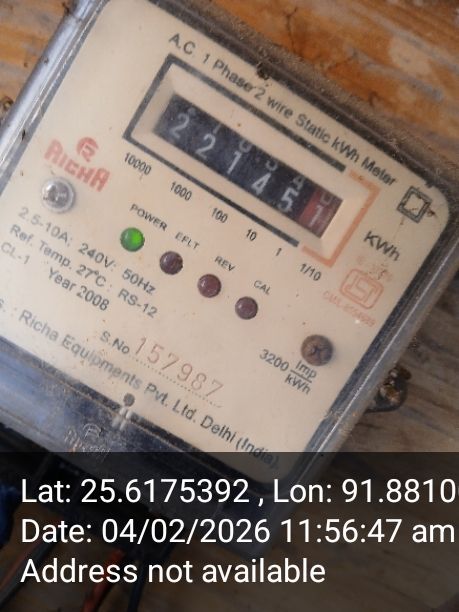 A.C. 1 Phase 2 wire Static kWh Meter
22145 1
10000 1000 100 10 1 1/10
KWh
RICHA
POWER EFLT REV CAL
2.5-10A: 240V: 50Hz
Ref. Temp. 27°C: RS-12
CL-1 Year 2008
3200 imp/kWh
S.No. 157987
Richa Equipments Pvt. Ltd. Delhi (India).
Lat: 25.6175392 , Lon: 91.8810
Date: 04/02/2026 11:56:47 am
Address not available